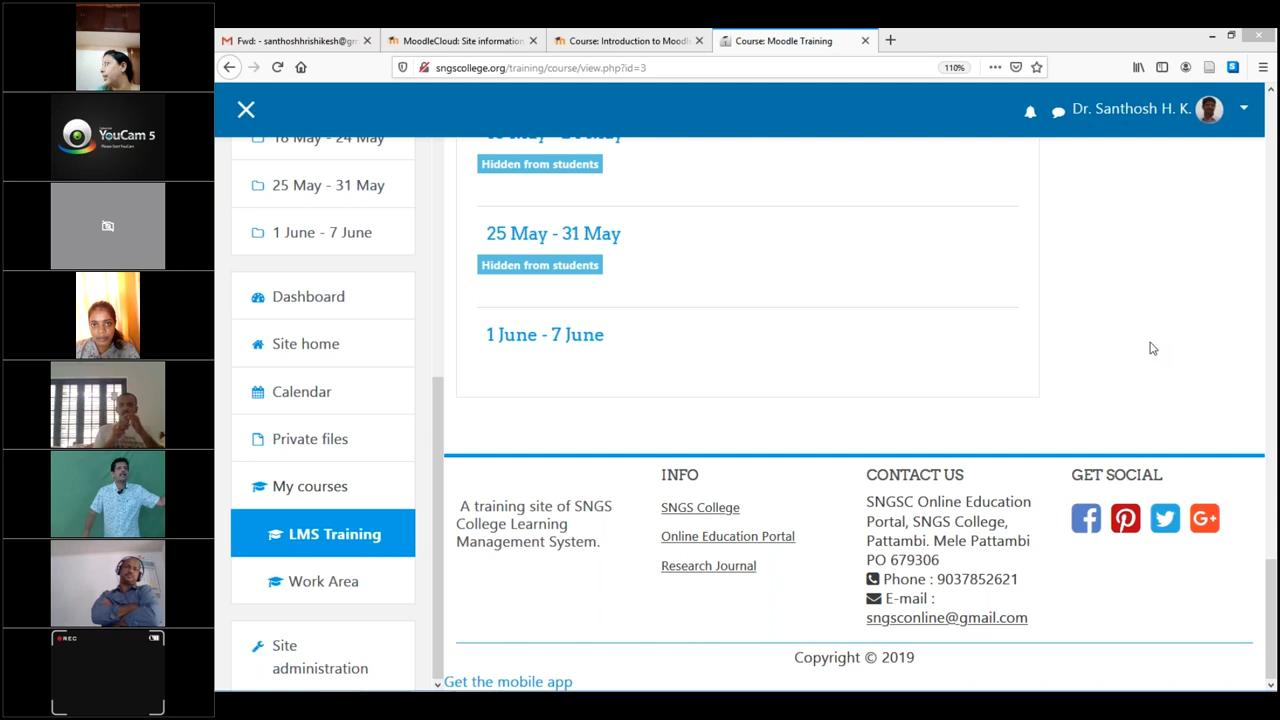 Fwd: - santhoshhrishikesh@gm
MoodleCloud: Site information
Course: Introduction to Moodl
Course: Moodle Training
sngscollege.org/training/course/view.php?id=3
110%
YouCam 5
REC
Dr. Santhosh H. K.
18 May - 24 May
25 May - 31 May
1 June - 7 June
Dashboard
Site home
Calendar
Private files
My courses
LMS Training
Work Area
Site
administration
Hidden from students
25 May - 31 May
Hidden from students
1 June - 7 June
A training site of SNGS
College Learning
Management System.
INFO
SNGS College
Online Education Portal
Research Journal
CONTACT US
SNGSC Online Education
Portal, SNGS College,
Pattambi. Mele Pattambi
PO 679306
Phone : 9037852621
E-mail :
sngsconline@gmail.com
GET SOCIAL
Copyright © 2019
Get the mobile app